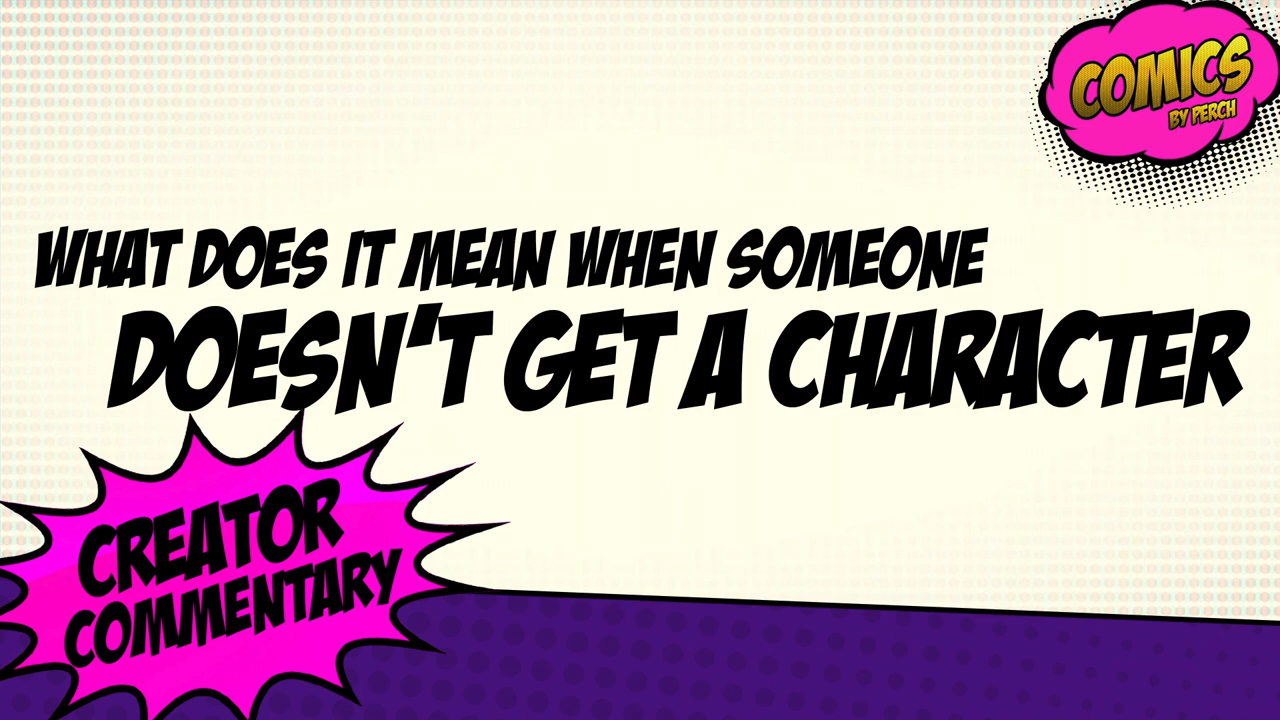 COMICS
BY PERCH
WHAT DOES IT MEAN WHEN SOMEONE
DOESN'T GET A CHARACTER
CREATOR
COMMENTARY